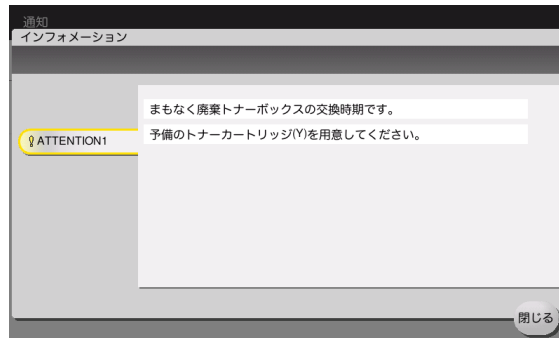 通知
インフォメーション
まもなく廃棄トナーボックスの交換時期です。
ATTENTION1
予備のトナーカートリッジ(Y)を用意してください。
閉じる